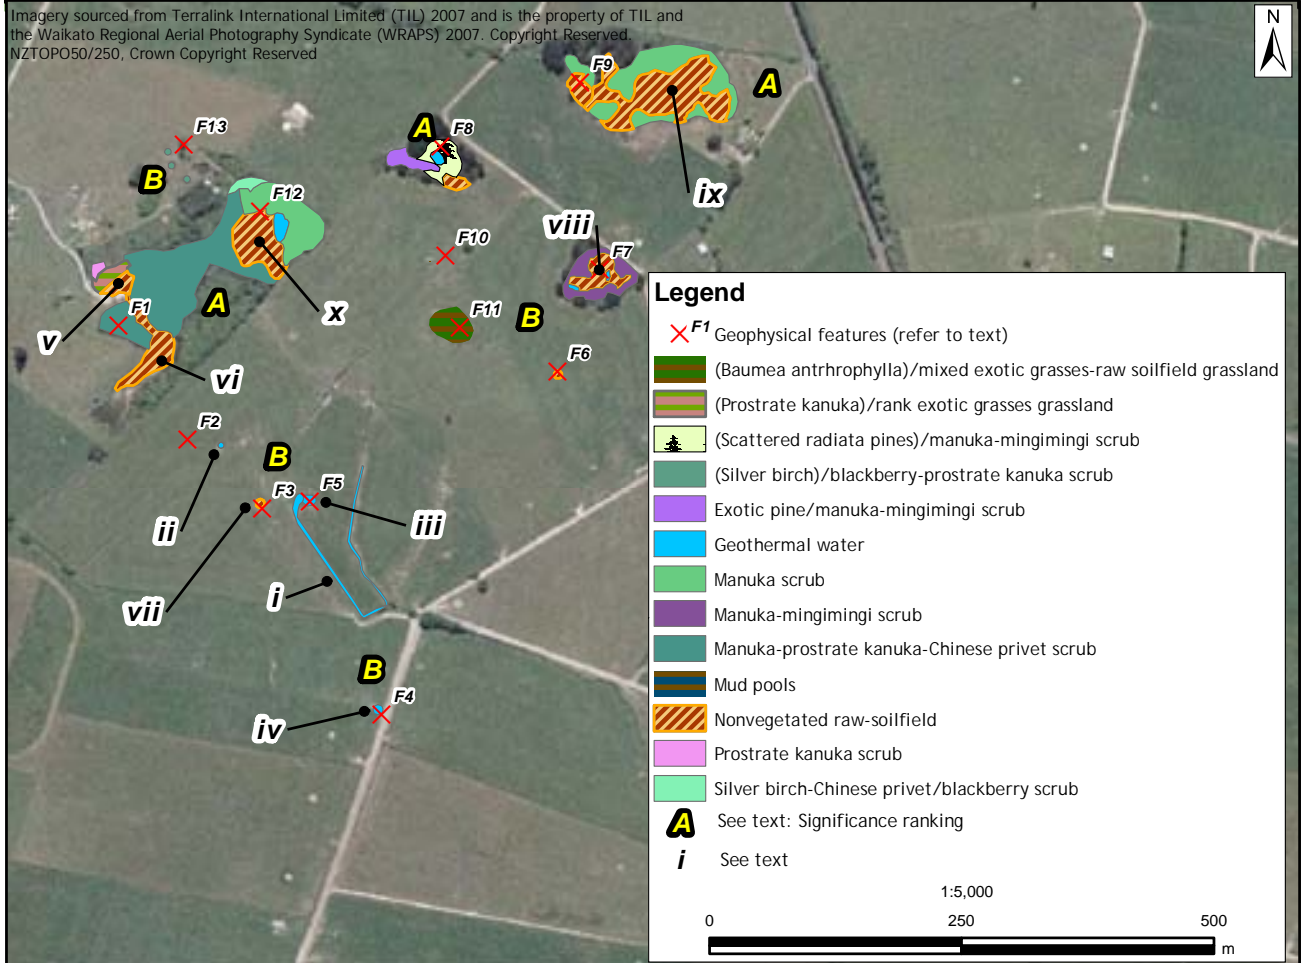 Imagery sourced from Terralink International Limited (TIL) 2007 and is the property of TIL and
the Waikato Regional Aerial Photography Syndicate (WRAPS) 2007. Copyright Reserved.
NZTOPO50/250, Crown Copyright Reserved
N
F9
A
F13
A
F8
B
F12
ix
viii
F10
F7
A
x
F11
B
v
F1
F6
vi
F2
B
F3
F5
ii
iii
vii
i
B
F4
iv
Legend
F1 Geophysical features (refer to text)
(Baumea antrhrophylla)/mixed exotic grasses-raw soilfield grassland
(Prostrate kanuka)/rank exotic grasses grassland
(Scattered radiata pines)/manuka-mingimingi scrub
(Silver birch)/blackberry-prostrate kanuka scrub
Exotic pine/manuka-mingimingi scrub
Geothermal water
Manuka scrub
Manuka-mingimingi scrub
Manuka-prostrate kanuka-Chinese privet scrub
Mud pools
Nonvegetated raw-soilfield
Prostrate kanuka scrub
Silver birch-Chinese privet/blackberry scrub
A See text: Significance ranking
i See text
1:5,000
0 250 500
m